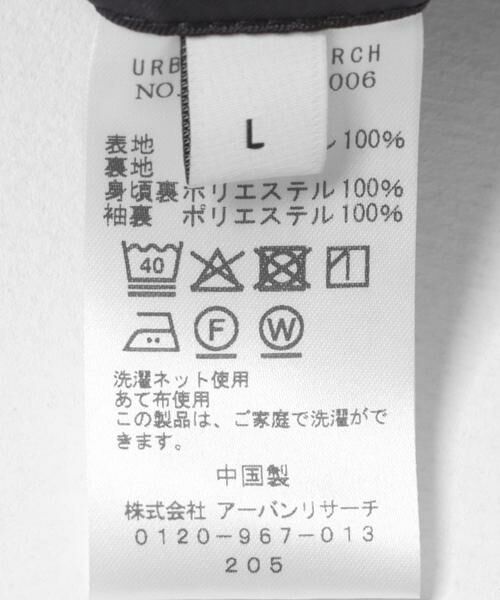 URB RCH
NO. 006
L
表地 ル100%
裏地
身頃裏 ポリエステル100%
袖裏 ポリエステル100%
40
F W
洗濯ネット使用
あて布使用
この製品は、ご家庭で洗濯がで
きます。
中国製
株式会社 アーバンリサーチ
0120-967-013
205